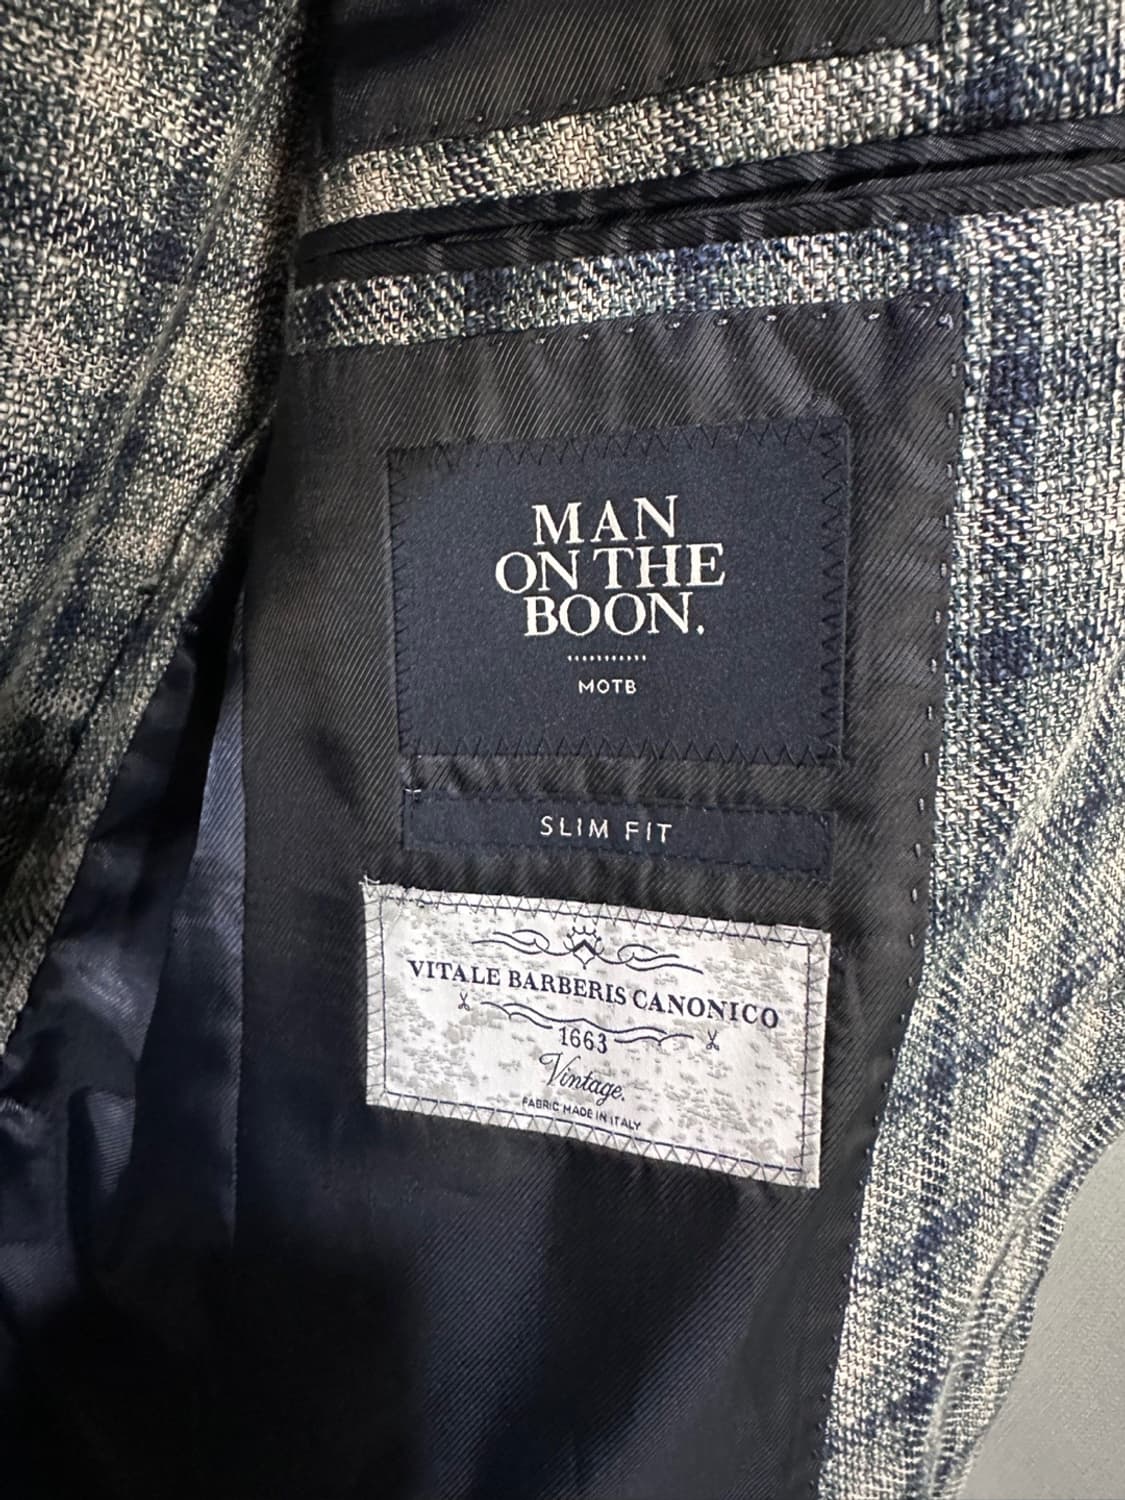 MAN
ON THE
BOON.
MOTB
SLIM FIT
VITALE BARBERIS CANONICO
1663
Vintage.
FABRIC MADE IN ITALY